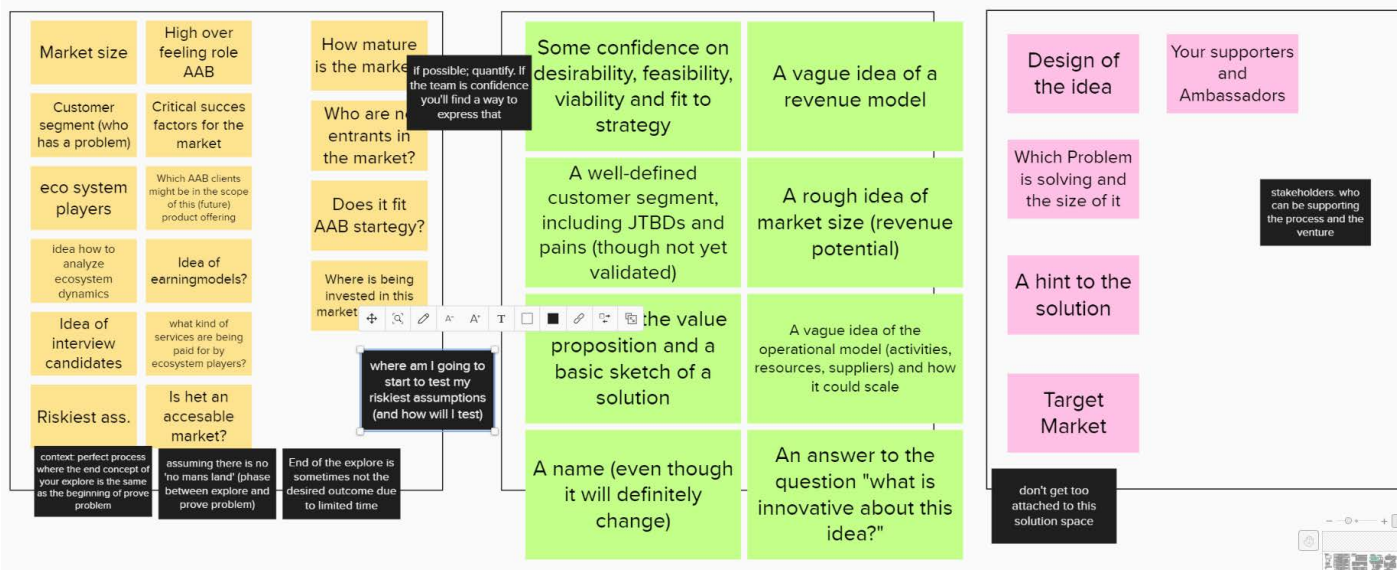 Market size
High over
feeling role
AAB
Customer
segment (who
has a problem)
Critical succes
factors for the
market
eco system
players
Which AAB clients
might be in the scope
of this (future)
product offering
idea how to
analyze
ecosystem
dynamics
Idea of
earningmodels?
Idea of
interview
candidates
what kind of
services are being
paid for by
ecosystem players?
Riskiest ass.
Is het an
accesable
market?
context: perfect process
where the end concept of
your explore is the same
as the beginning of prove
problem
assuming there is no
'no mans land' (phase
between explore and
prove problem)
End of the explore is
sometimes not the
desired outcome due
to limited time
How mature
is the marke
if possible; quantify. If
the team is confidence
you'll find a way to
express that
Who are
entrants in
the market?
Does it fit
AAB startegy?
Where is being
invested in this
market
A-
A+
T
where am I going to
start to test my
riskiest assumptions
(and how will I test)
Some confidence on
desirability, feasibility,
viability and fit to
strategy
A vague idea of a
revenue model
A well-defined
customer segment,
including JTBDs and
pains (though not yet
validated)
A rough idea of
market size (revenue
potential)
the value
proposition and a
basic sketch of a
solution
A vague idea of the
operational model (activities,
resources, suppliers) and how
it could scale
A name (even though
it will definitely
change)
An answer to the
question "what is
innovative about this
idea?"
Design of
the idea
Your supporters
and
Ambassadors
Which Problem
is solving and
the size of it
stakeholders. who
can be supporting
the process and the
venture
A hint to the
solution
Target
Market
don't get too
attached to this
solution space